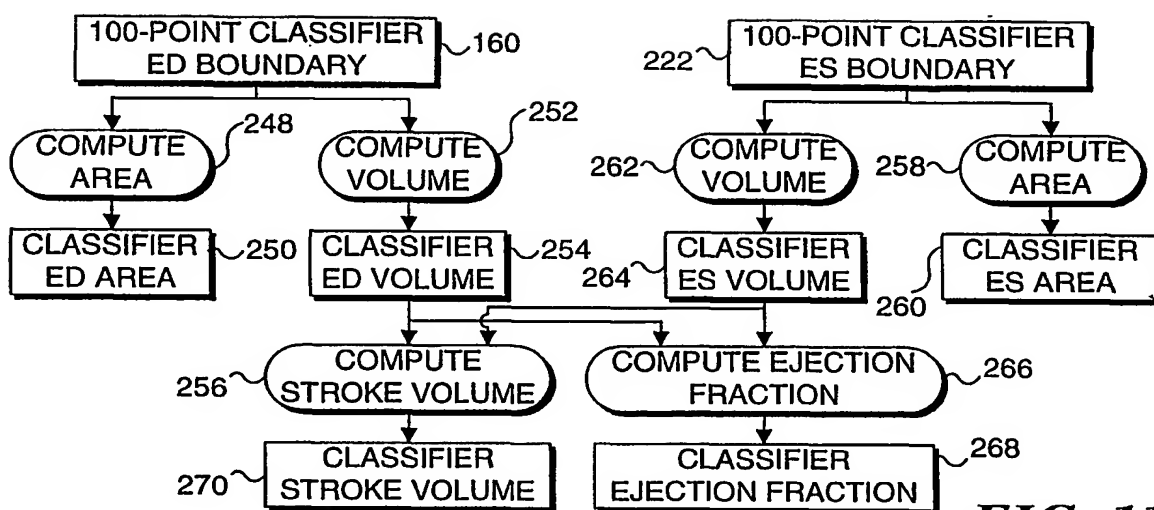 100-POINT CLASSIFIER
ED BOUNDARY
160
100-POINT CLASSIFIER
ES BOUNDARY
222
COMPUTE
AREA
248
COMPUTE
VOLUME
252
COMPUTE
VOLUME
262
COMPUTE
AREA
258
CLASSIFIER
ED AREA
250
CLASSIFIER
ED VOLUME
254
CLASSIFIER
ES VOLUME
264
CLASSIFIER
ES AREA
260
COMPUTE
STROKE VOLUME
256
COMPUTE EJECTION
FRACTION
266
CLASSIFIER
STROKE VOLUME
270
CLASSIFIER
EJECTION FRACTION
268